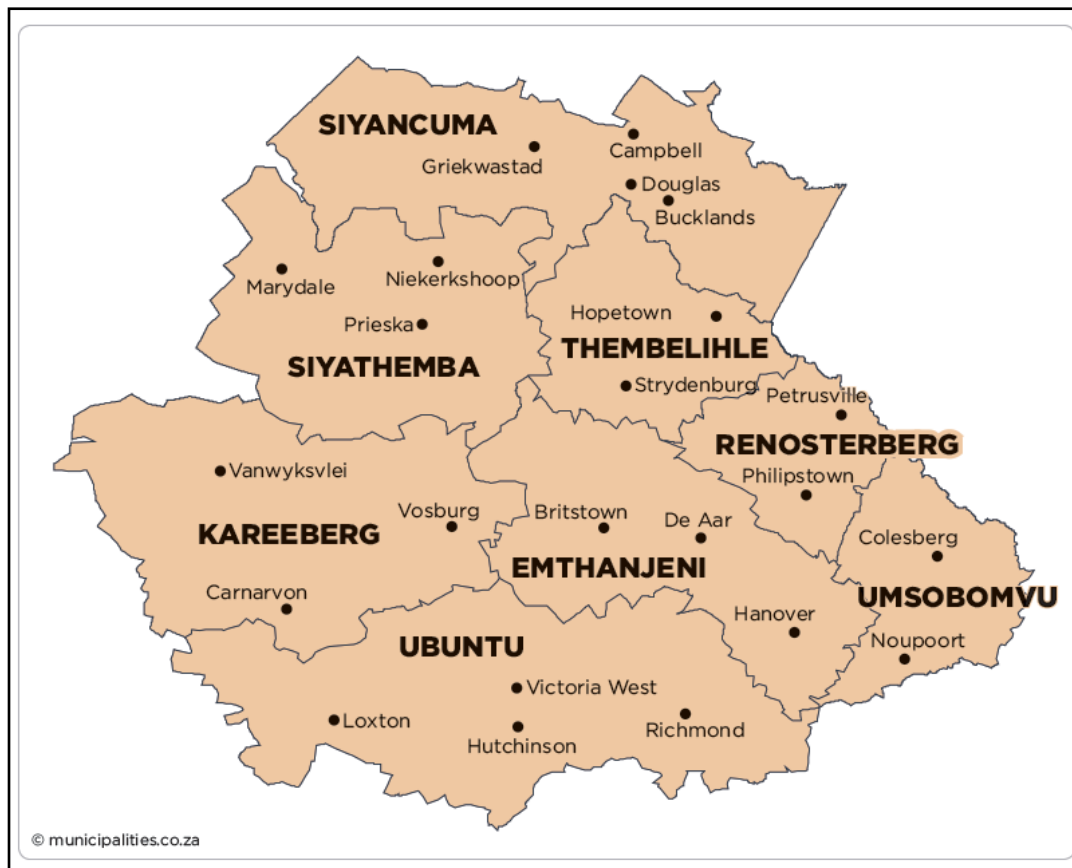 SIYANCUMA
Griekwastad
Campbell
Douglas
Bucklands
Marydale
Niekerkshoop
Prieska
SIYATHEMBA
Hopetown
THEMBELIHLE
Strydenburg
Petrusville
RENOSTERBERG
Philipstown
Vanwyksvlei
Vosburg
KAREEBERG
Carnarvon
Britstown
De Aar
EMTHANJENI
Hanover
Colesberg
UMSOBOMVU
Noupoort
UBUNTU
Victoria West
Loxton
Hutchinson
Richmond
© municipalities.co.za